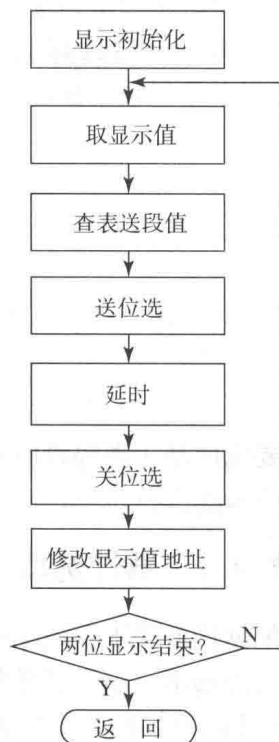 显示初始化
取显示值
查表送段值
送位选
延时
关位选
修改显示值地址
两位显示结束?
N
Y
返 回